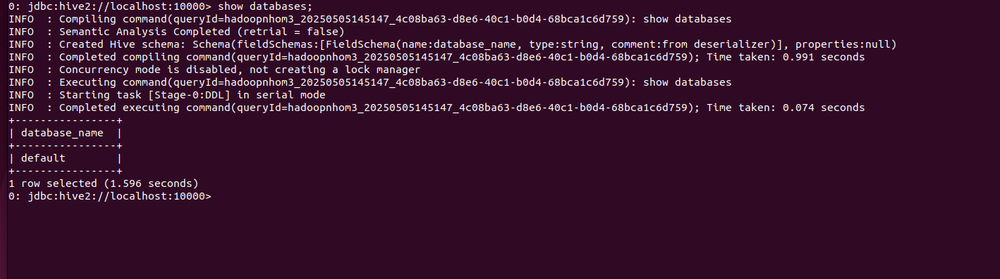 0: jdbc:hive2://localhost:10000> show databases;
INFO  : Compiling command(queryId=hadoopnhom3_20250505145147_4c08ba63-d8e6-40c1-b0d4-68bca1c6d759): show databases
INFO  : Semantic Analysis Completed (retrial = false)
INFO  : Created Hive schema: Schema(fieldSchemas:[FieldSchema(name:database_name, type:string, comment:from deserializer)], properties:null)
INFO  : Completed compiling command(queryId=hadoopnhom3_20250505145147_4c08ba63-d8e6-40c1-b0d4-68bca1c6d759); Time taken: 0.991 seconds
INFO  : Concurrency mode is disabled, not creating a lock manager
INFO  : Executing command(queryId=hadoopnhom3_20250505145147_4c08ba63-d8e6-40c1-b0d4-68bca1c6d759): show databases
INFO  : Starting task [Stage-0:DDL] in serial mode
INFO  : Completed executing command(queryId=hadoopnhom3_20250505145147_4c08ba63-d8e6-40c1-b0d4-68bca1c6d759); Time taken: 0.074 seconds
+----------------+
| database_name  |
+----------------+
| default        |
+----------------+
1 row selected (1.596 seconds)
0: jdbc:hive2://localhost:10000>